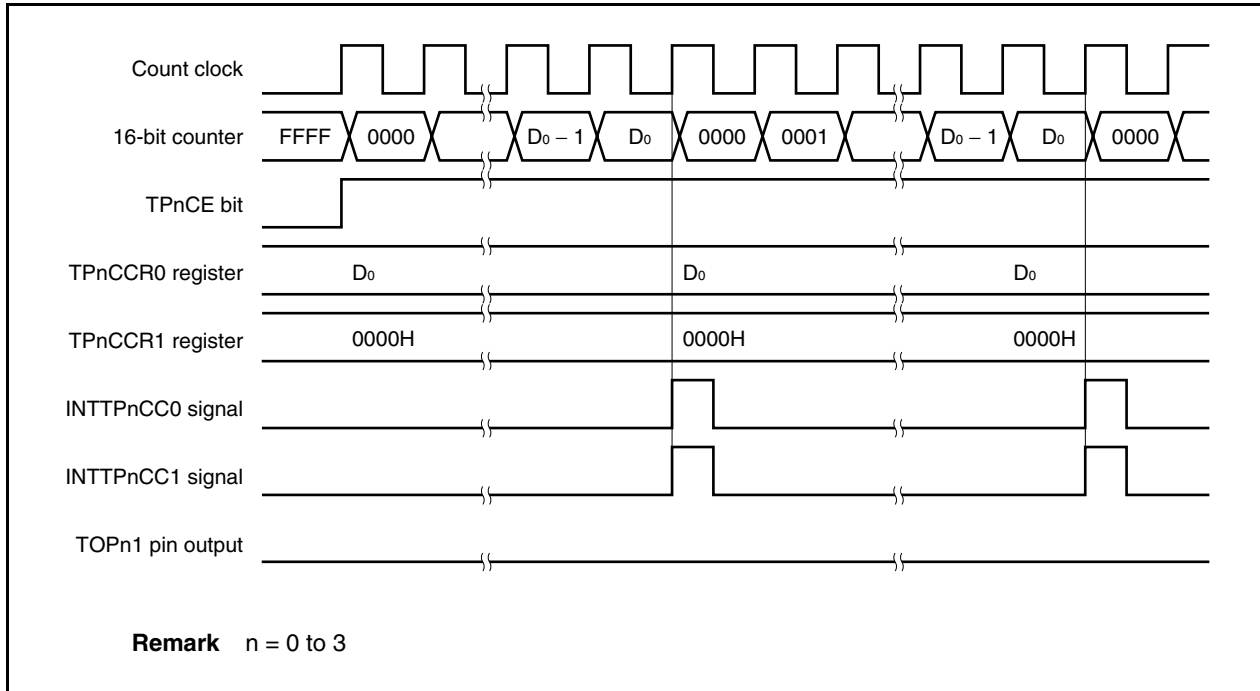 Count clock
16-bit counter FFFF 0000 D₀ – 1 D₀ 0000 0001 D₀ – 1 D₀ 0000
TPnCE bit
TPnCCR0 register D₀ D₀ D₀
TPnCCR1 register 0000H 0000H 0000H
INTTPnCC0 signal
INTTPnCC1 signal
TOPn1 pin output
Remark n = 0 to 3